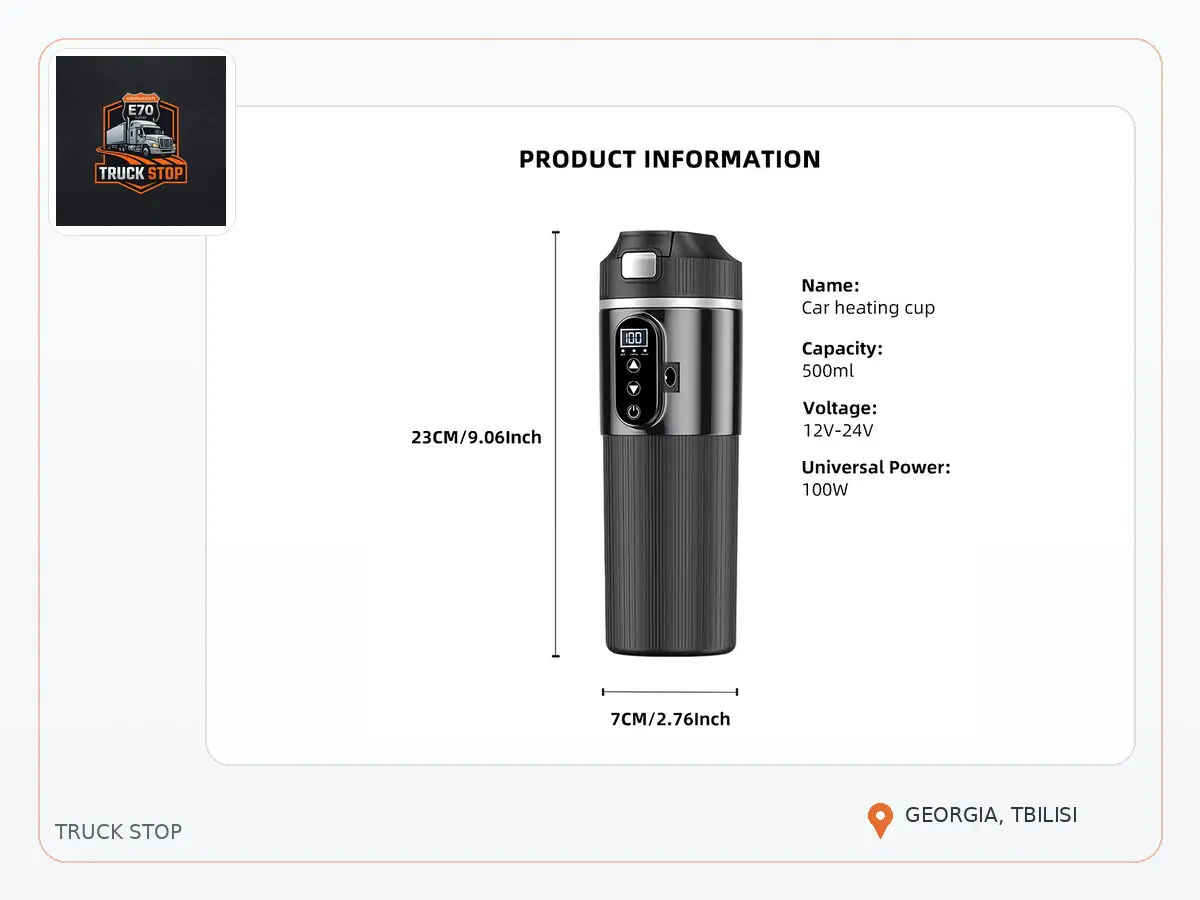 E70
TRUCK STOP
PRODUCT INFORMATION
100
Name:
Car heating cup
Capacity:
500ml
Voltage:
12V-24V
Universal Power:
100W
23CM/9.06Inch
7CM/2.76Inch
TRUCK STOP
GEORGIA, TBILISI